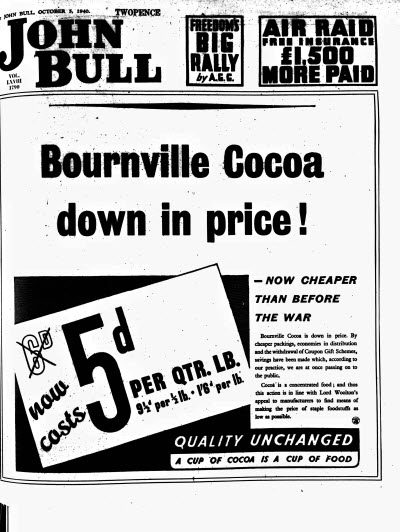 JOHN BULL, OCTOBER 5, 1940. TWOPENCE
JOHN
BULL
VOL.
LXVIII
1790
FREEDOM'S
BIG
RALLY
by A.G.G.
AIR RAID
FREE INSURANCE
£1,500
MORE PAID
Bournville Cocoa
down in price!
— NOW CHEAPER
THAN BEFORE
THE WAR
Bournville Cocoa is down in price. By
cheaper packings, economies in distribution
and the withdrawal of Coupon Gift Schemes,
savings have been made which, according to
our practice, we are at once passing on to
the public.
Cocoa is a concentrated food; and thus
this action is in line with Lord Woolton's
appeal to manufacturers to find means of
making the price of staple foodstuffs as
low as possible.
6D
now
costs
5d
PER QTR. LB.
9½d per ½ lb. · 1'6d per lb.
QUALITY UNCHANGED
A CUP OF COCOA IS A CUP OF FOOD